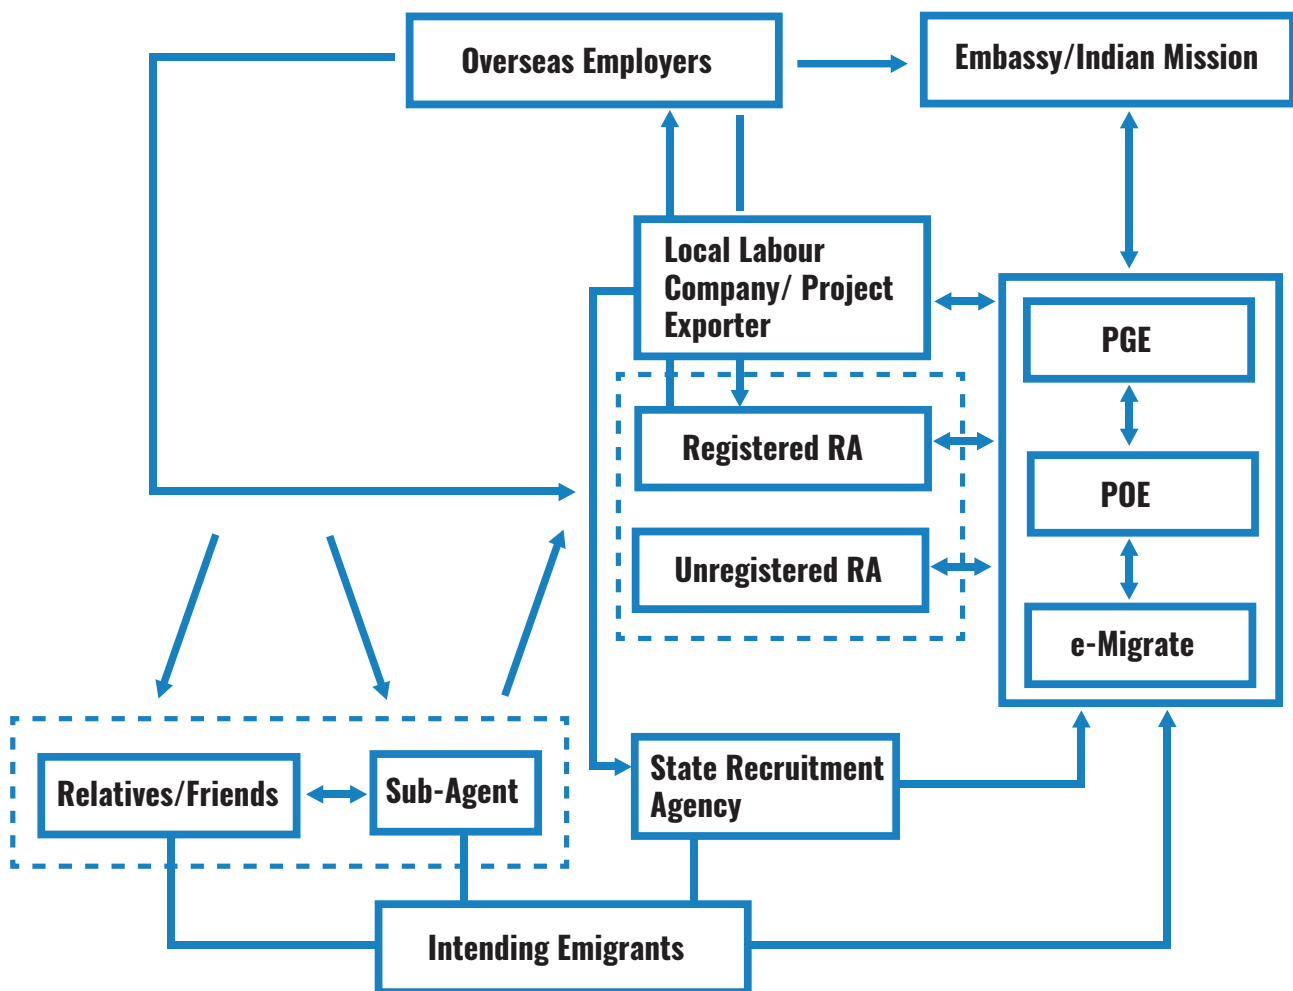 Overseas Employers
Embassy/Indian Mission
Local Labour
Company/ Project
Exporter
PGE
Registered RA
POE
Unregistered RA
e-Migrate
Relatives/Friends
Sub-Agent
State Recruitment
Agency
Intending Emigrants